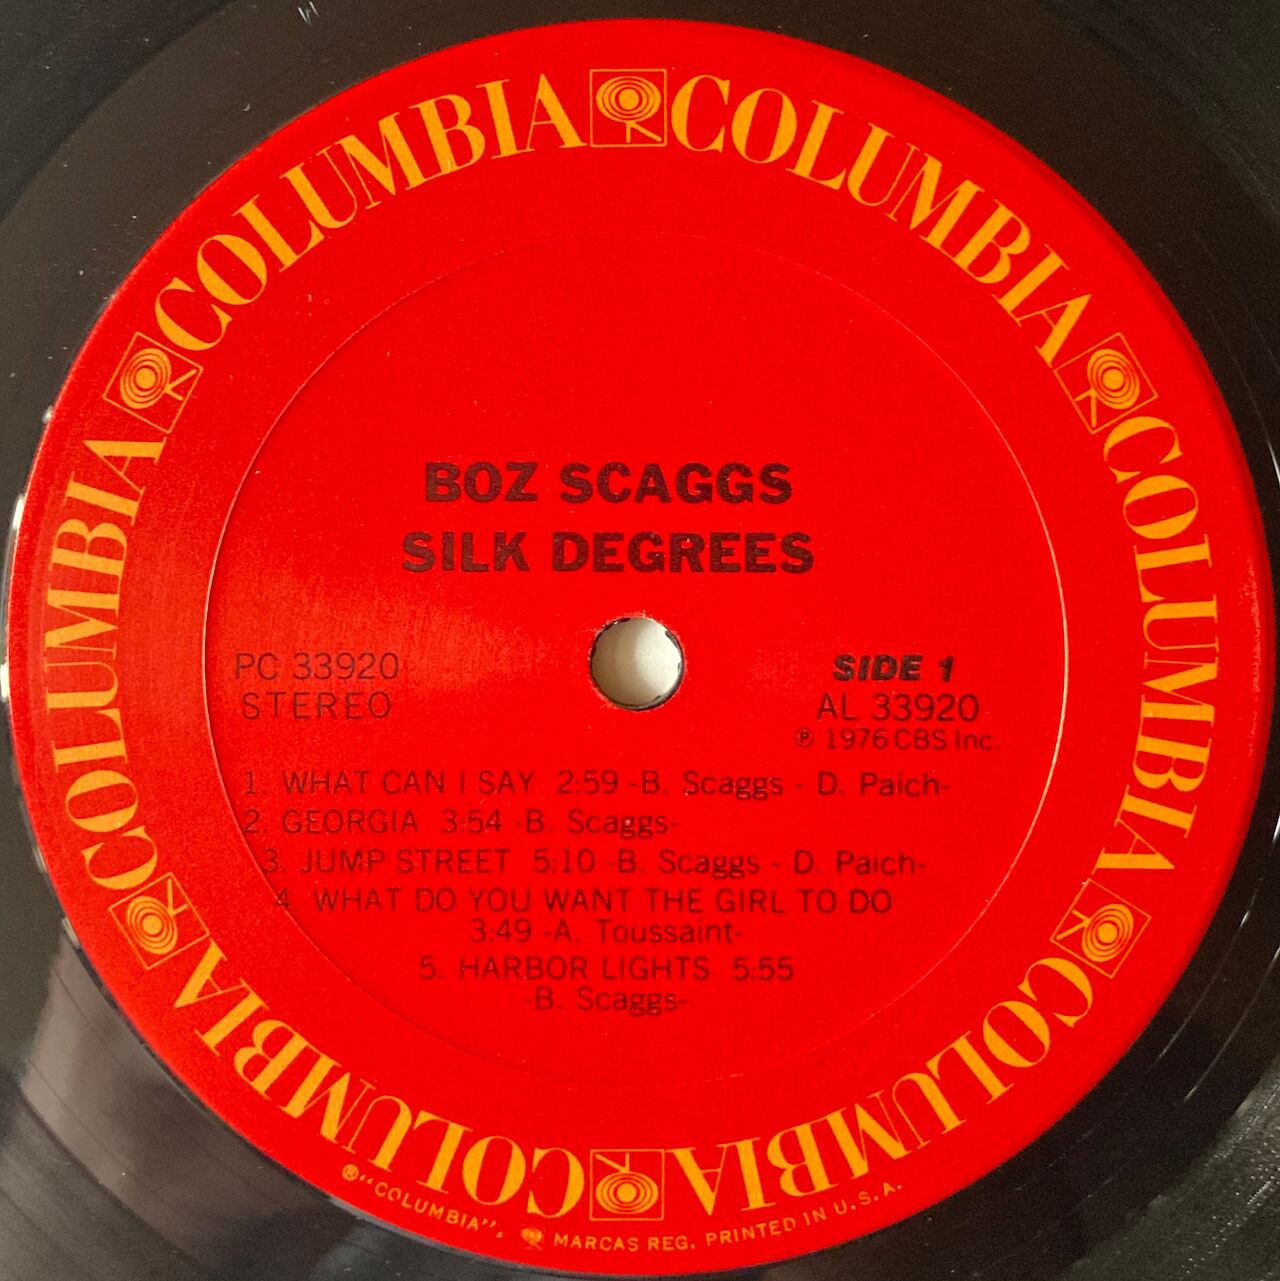 COLUMBIA COLUMBIA COLUMBIA COLUMBIA COLUMBIA COLUMBIA
BOZ SCAGGS
SILK DEGREES
PC 33920
STEREO
SIDE 1
AL 33920
℗ 1976 CBS Inc.
1. WHAT CAN I SAY 2:59 -B. Scaggs - D. Paich-
2. GEORGIA 3:54 -B. Scaggs-
3. JUMP STREET 5:10 -B. Scaggs - D. Paich-
4. WHAT DO YOU WANT THE GIRL TO DO
3:49 -A. Toussaint-
5. HARBOR LIGHTS 5:55
-B. Scaggs-
® "COLUMBIA", MARCAS REG. PRINTED IN U.S.A.